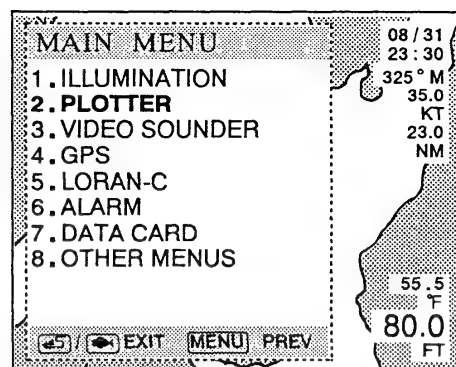 MAIN MENU
1.ILLUMINATION
2.PLOTTER
3.VIDEO SOUNDER
4.GPS
5.LORAN-C
6.ALARM
7.DATA CARD
8.OTHER MENUS
EXIT MENU PREV
08/31
23:30
325°M
35.0
KT
23.0
NM
55.5
°F
80.0
FT